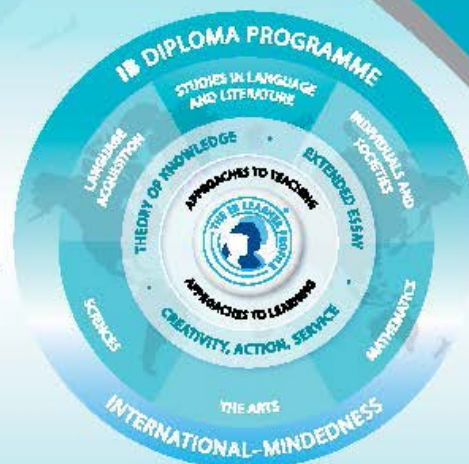 IB DIPLOMA PROGRAMME
STUDIES IN LANGUAGE
AND LITERATURE
LANGUAGE
ACQUISITION
INDIVIDUALS AND
SOCIETIES
THEORY OF KNOWLEDGE
EXTENDED ESSAY
APPROACHES TO TEACHING
THE IB LEARNER PROFILE
APPROACHES TO LEARNING
CREATIVITY, ACTION, SERVICE
SCIENCES
MATHEMATICS
THE ARTS
INTERNATIONAL-MINDEDNESS